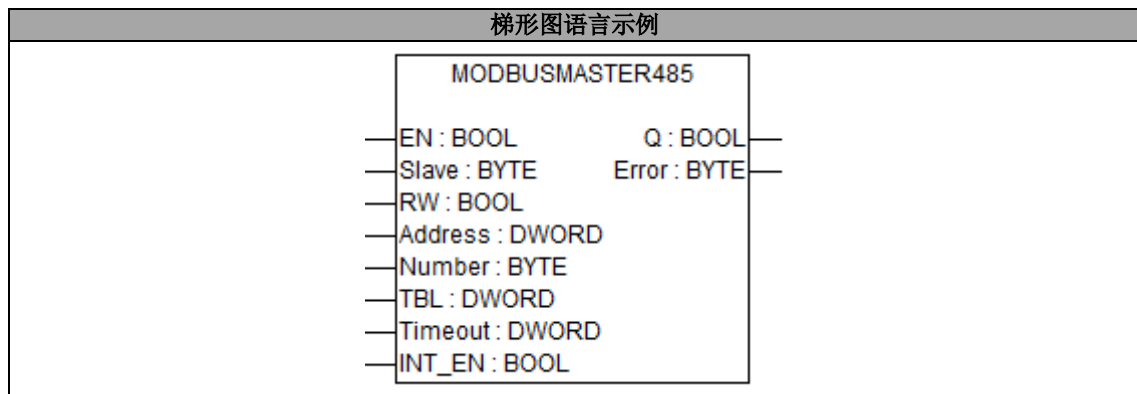 梯形图语言示例
MODBUSMASTER485
EN : BOOL Q : BOOL
Slave : BYTE Error : BYTE
RW : BOOL
Address : DWORD
Number : BYTE
TBL : DWORD
Timeout : DWORD
INT_EN : BOOL